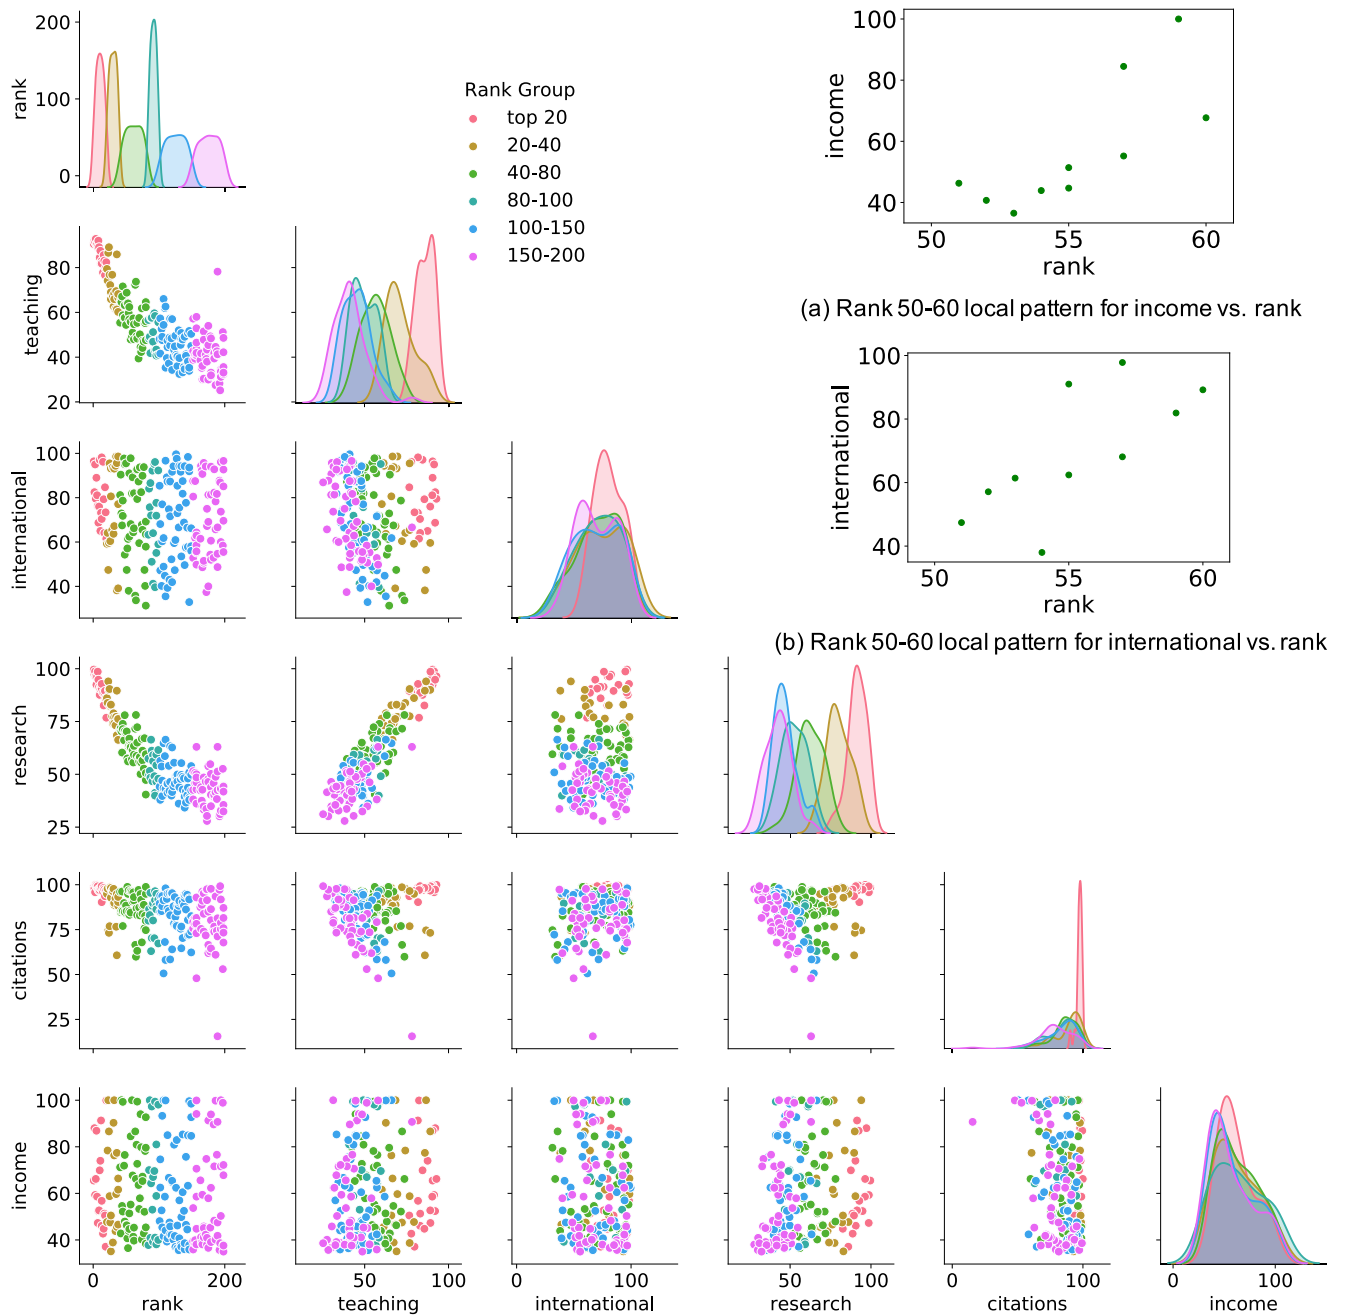 200
100
0
rank
Rank Group
top 20
20-40
40-80
80-100
100-150
150-200
100
80
60
40
income
50
55
60
rank
(a) Rank 50-60 local pattern for income vs. rank
100
80
60
40
international
50
55
60
rank
(b) Rank 50-60 local pattern for international vs. rank
80
60
40
20
teaching
100
80
60
40
international
100
75
50
25
research
100
75
50
25
citations
100
80
60
40
income
0
200
rank
50
100
teaching
0
100
international
50
100
research
0
100
citations
0
100
income